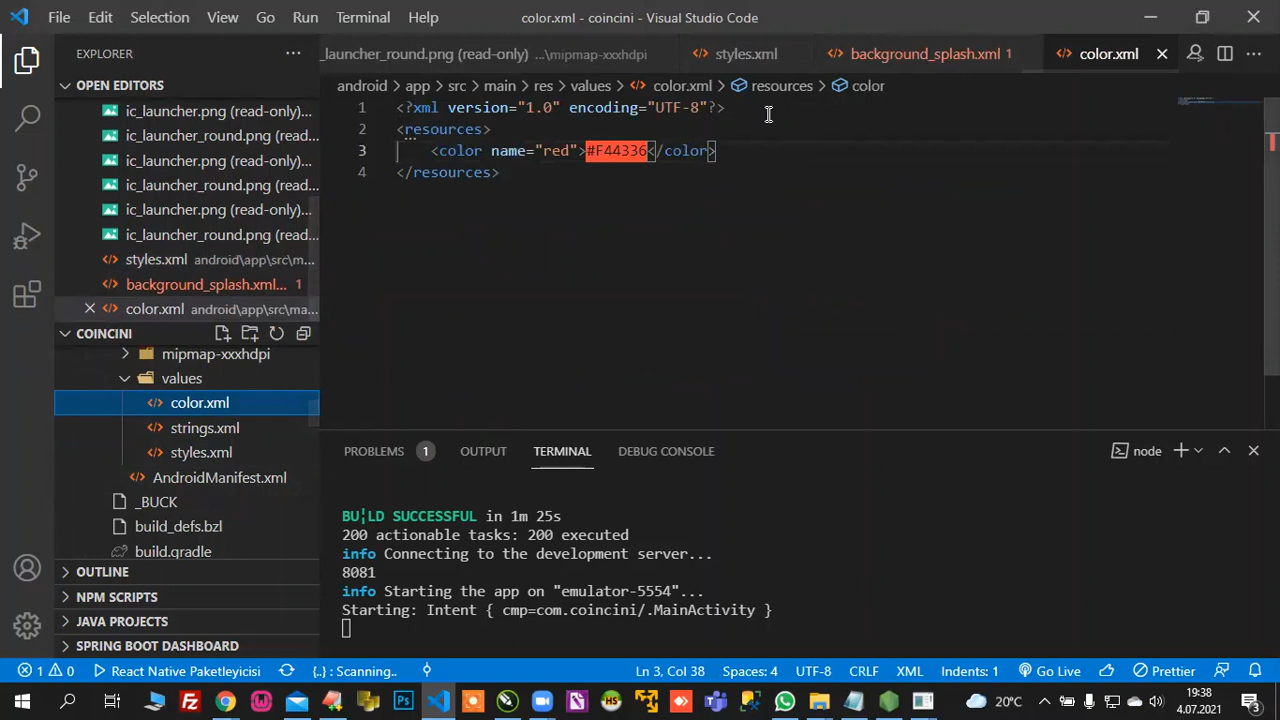 File Edit Selection View Go Run Terminal Help color.xml - coincini - Visual Studio Code
EXPLORER
_launcher_round.png (read-only) ...\mipmap-xxxhdpi styles.xml background_splash.xml 1 color.xml
android > app > src > main > res > values > color.xml > resources > color
OPEN EDITORS
ic_launcher.png (read-only)...
ic_launcher_round.png (read...
ic_launcher.png (read-only)...
ic_launcher_round.png (read...
ic_launcher.png (read-only)...
ic_launcher_round.png (read...
styles.xml android\app\src\m...
background_splash.xml... 1
color.xml android\app\src\ma...
COINCINI
mipmap-xxxhdpi
values
color.xml
strings.xml
styles.xml
AndroidManifest.xml
_BUCK
build_defs.bzl
build.gradle
OUTLINE
NPM SCRIPTS
JAVA PROJECTS
SPRING BOOT DASHBOARD
1 <?xml version="1.0" encoding="UTF-8"?>
2 <resources>
3 <color name="red">#F44336</color>
4 </resources>
PROBLEMS 1 OUTPUT TERMINAL DEBUG CONSOLE node
BU¦LD SUCCESSFUL in 1m 25s
200 actionable tasks: 200 executed
info Connecting to the development server...
8081
info Starting the app on "emulator-5554"...
Starting: Intent { cmp=com.coincini/.MainActivity }
1 0 React Native Paketleyicisi {..} : Scanning.. Ln 3, Col 38 Spaces: 4 UTF-8 CRLF XML Indents: 1 Go Live Prettier
20°C 19:38
4.07.2021
3